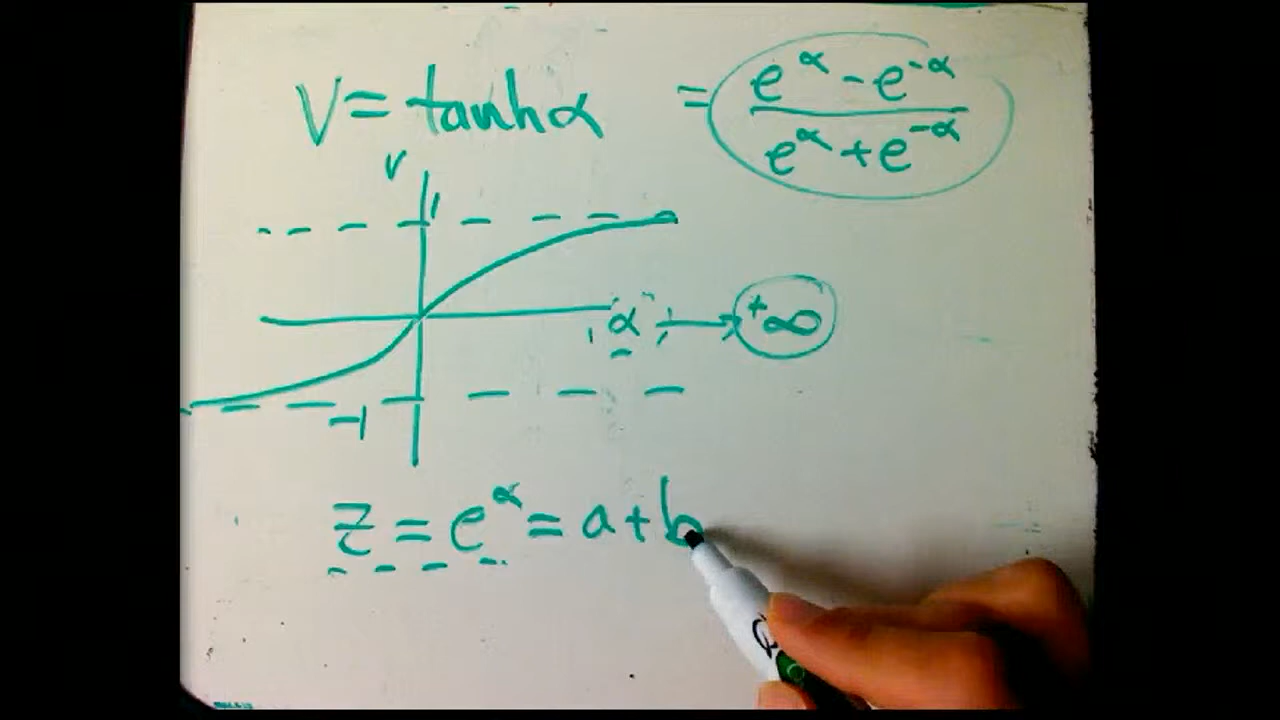 V = tanhα = (e^α - e^-α)/(e^α + e^-α)
V
1
α → +∞
-1
z = e^α = a + b